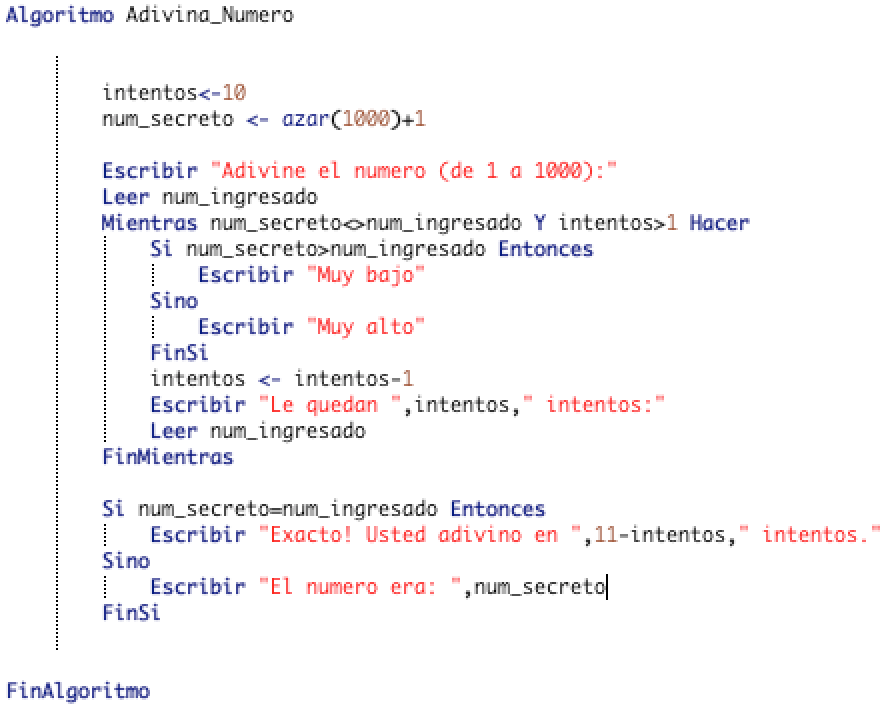 Algoritmo Adivina_Numero
intentos<-10
num_secreto <- azar(1000)+1
Escribir "Adivine el numero (de 1 a 1000):"
Leer num_ingresado
Mientras num_secreto<>num_ingresado Y intentos>1 Hacer
Si num_secreto>num_ingresado Entonces
Escribir "Muy bajo"
Sino
Escribir "Muy alto"
FinSi
intentos <- intentos-1
Escribir "Le quedan ",intentos," intentos:"
Leer num_ingresado
FinMientras
Si num_secreto=num_ingresado Entonces
Escribir "Exacto! Usted adivino en ",11-intentos," intentos."
Sino
Escribir "El numero era: ",num_secreto
FinSi
FinAlgoritmo